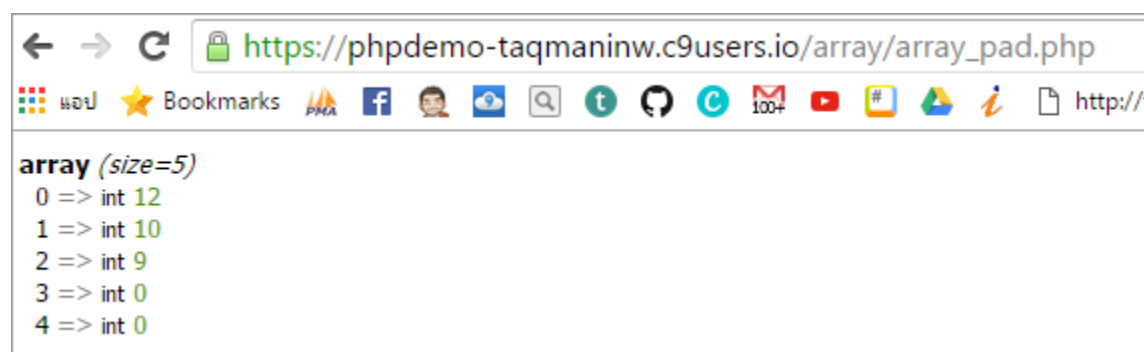 https://phpdemo-taqmaninw.c9users.io/array/array_pad.php
แอป Bookmarks PMA f 9 t C 100+ # i http://
array (size=5)
0 => int 12
1 => int 10
2 => int 9
3 => int 0
4 => int 0